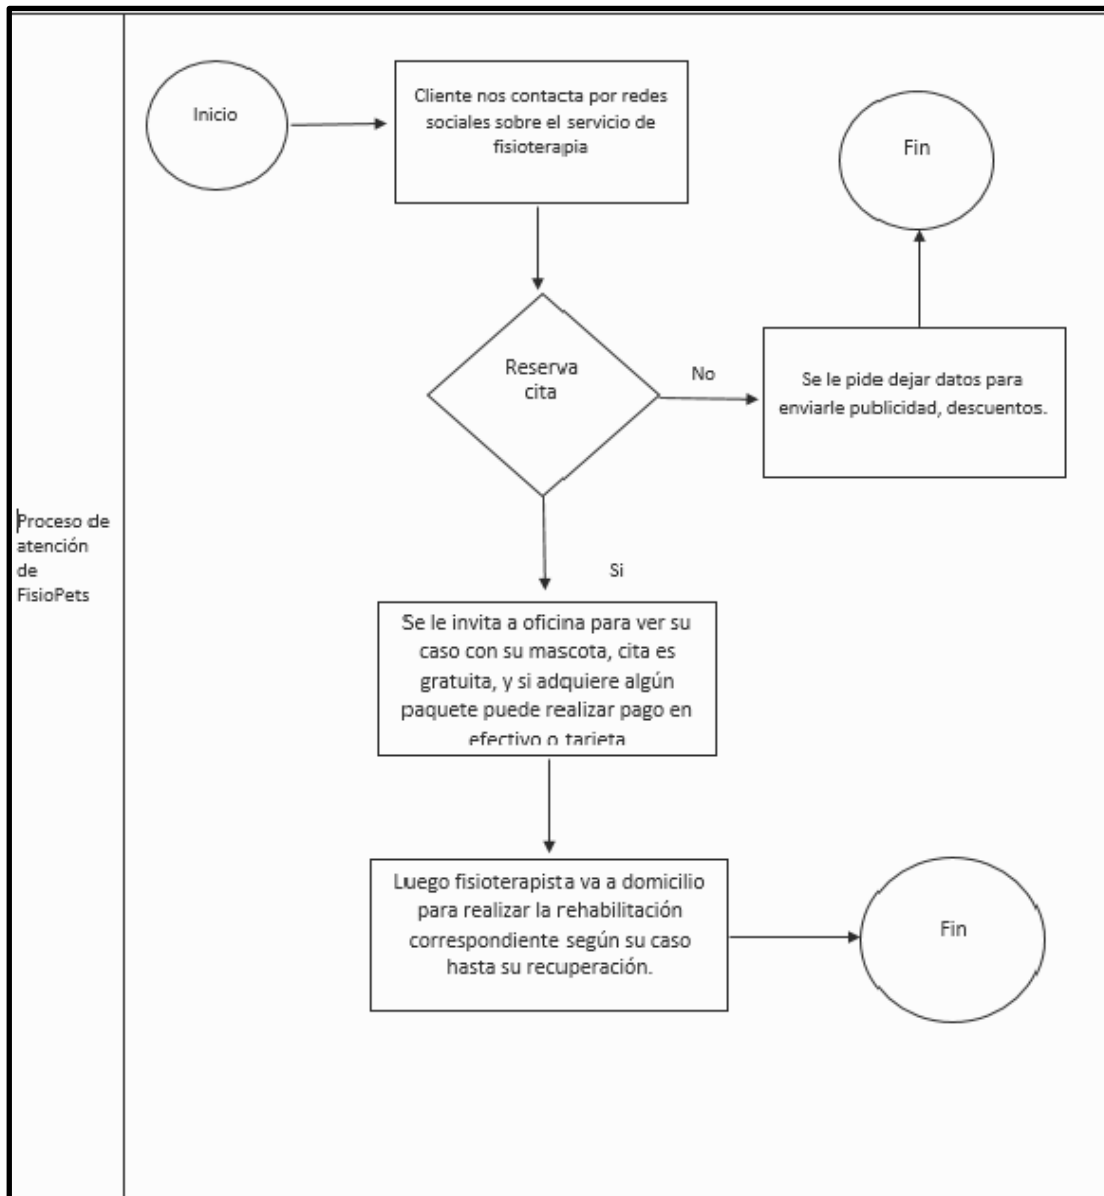 Inicio
Cliente nos contacta por redes
sociales sobre el servicio de
fisioterapia
Fin
Reserva
cita
No
Se le pide dejar datos para
enviarle publicidad, descuentos.
Proceso de
atención
de
FisioPets
Si
Se le invita a oficina para ver su
caso con su mascota, cita es
gratuita, y si adquiere algún
paquete puede realizar pago en
efectivo o tarjeta
Luego fisioterapista va a domicilio
para realizar la rehabilitación
correspondiente según su caso
hasta su recuperación.
Fin